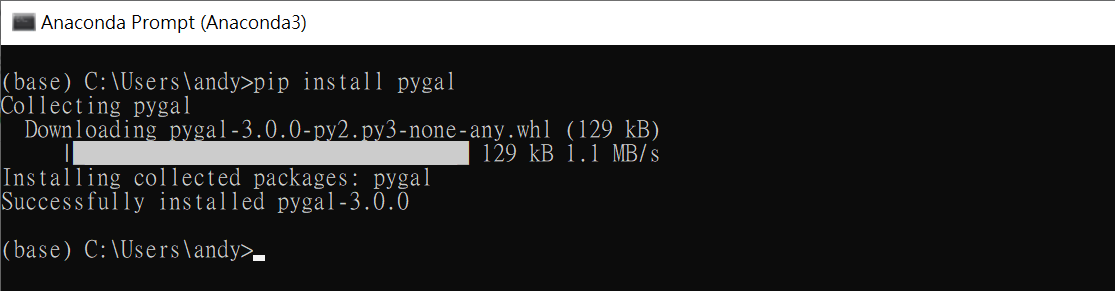 Anaconda Prompt (Anaconda3)
(base) C:\Users\andy>pip install pygal
Collecting pygal
  Downloading pygal-3.0.0-py2.py3-none-any.whl (129 kB)
     | 129 kB 1.1 MB/s
Installing collected packages: pygal
Successfully installed pygal-3.0.0
(base) C:\Users\andy>